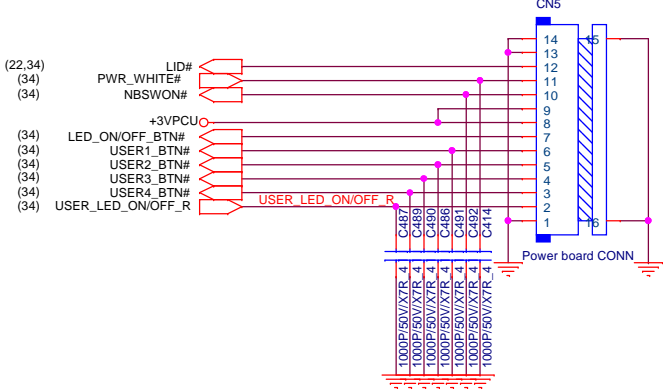 CN5
14
15
13
(22,34) LID# 12
(34) PWR_WHITE# 11
(34) NBSWON# 10
9
+3VPCU 8
(34) LED_ON/OFF_BTN# 7
(34) USER1_BTN# 6
(34) USER2_BTN# 5
(34) USER3_BTN# 4
(34) USER4_BTN# 3
(34) USER_LED_ON/OFF_R USER_LED_ON/OFF_R 2
1
16
Power board CONN
C487
C489
C490
C486
C491
C492
C414
1000P/50V/X7R_4
1000P/50V/X7R_4
1000P/50V/X7R_4
1000P/50V/X7R_4
1000P/50V/X7R_4
1000P/50V/X7R_4
1000P/50V/X7R_4